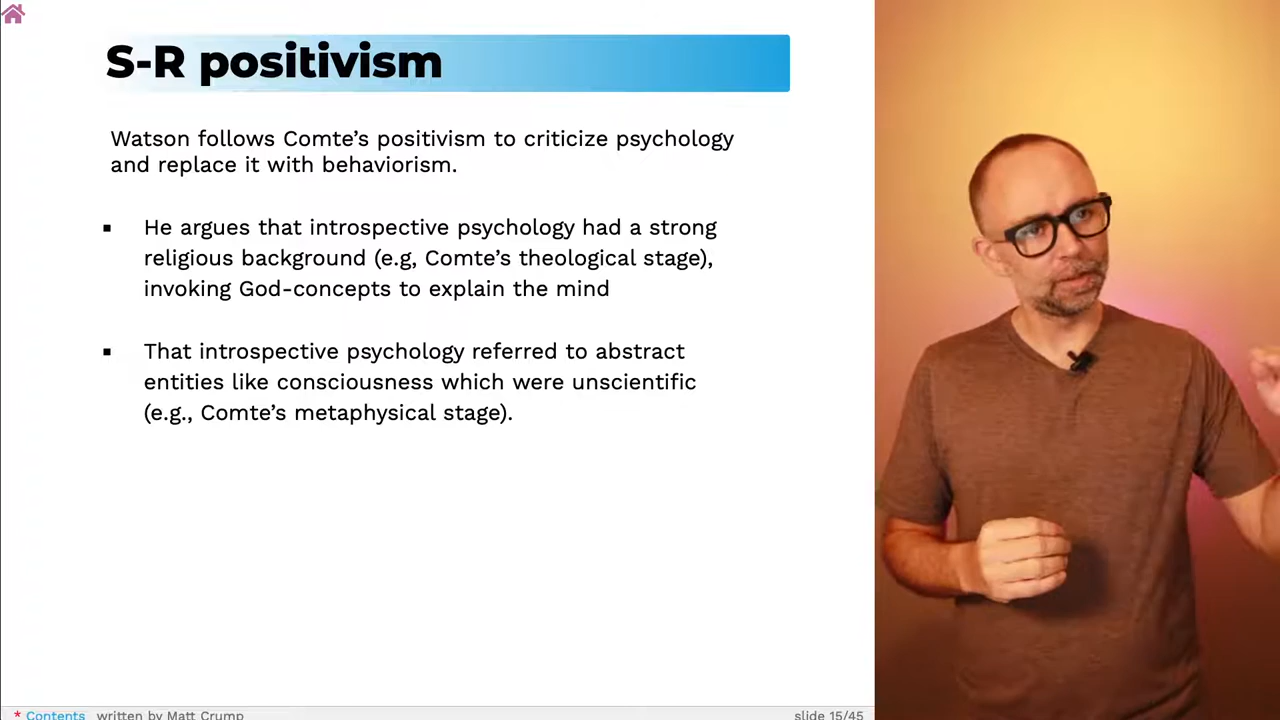 S-R positivism
Watson follows Comte’s positivism to criticize psychology
and replace it with behaviorism.
▪ He argues that introspective psychology had a strong
religious background (e.g, Comte’s theological stage),
invoking God-concepts to explain the mind
▪ That introspective psychology referred to abstract
entities like consciousness which were unscientific
(e.g., Comte’s metaphysical stage).
* Contents written by Matt Crump
slide 15/45